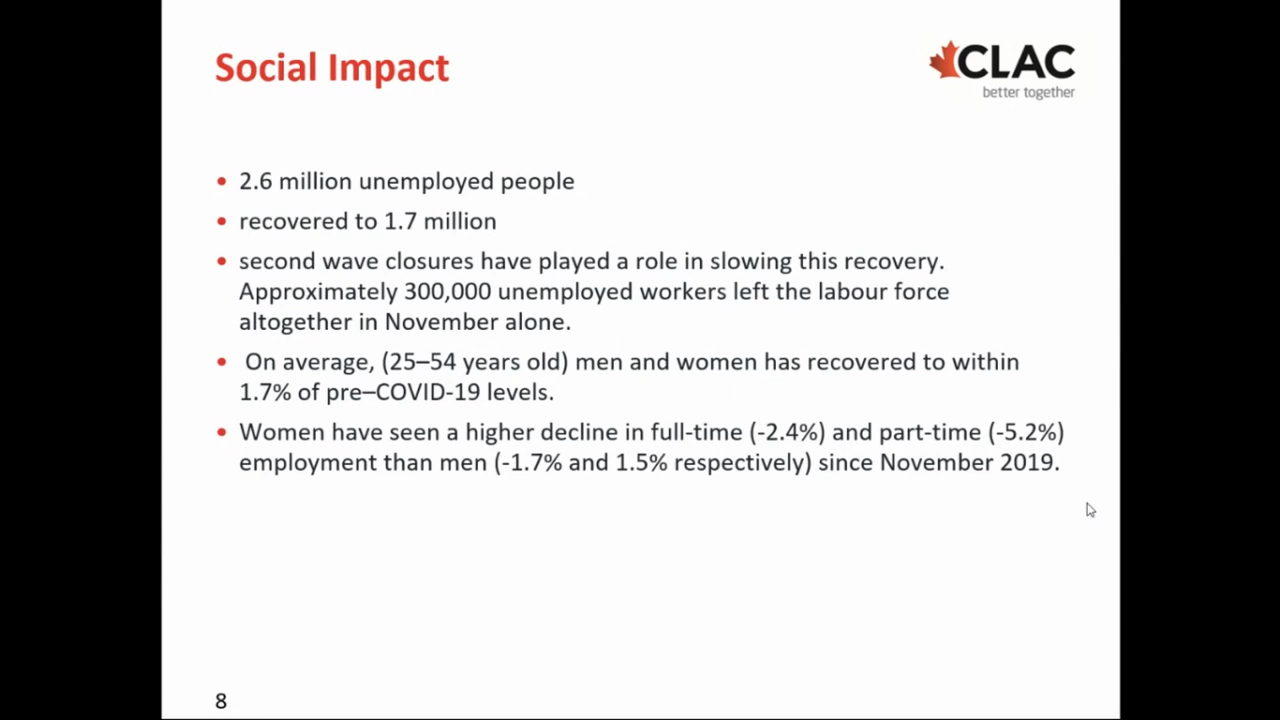 Social Impact
CLAC
better together
• 2.6 million unemployed people
• recovered to 1.7 million
• second wave closures have played a role in slowing this recovery.
Approximately 300,000 unemployed workers left the labour force
altogether in November alone.
• On average, (25–54 years old) men and women has recovered to within
1.7% of pre–COVID-19 levels.
• Women have seen a higher decline in full-time (-2.4%) and part-time (-5.2%)
employment than men (-1.7% and 1.5% respectively) since November 2019.
8